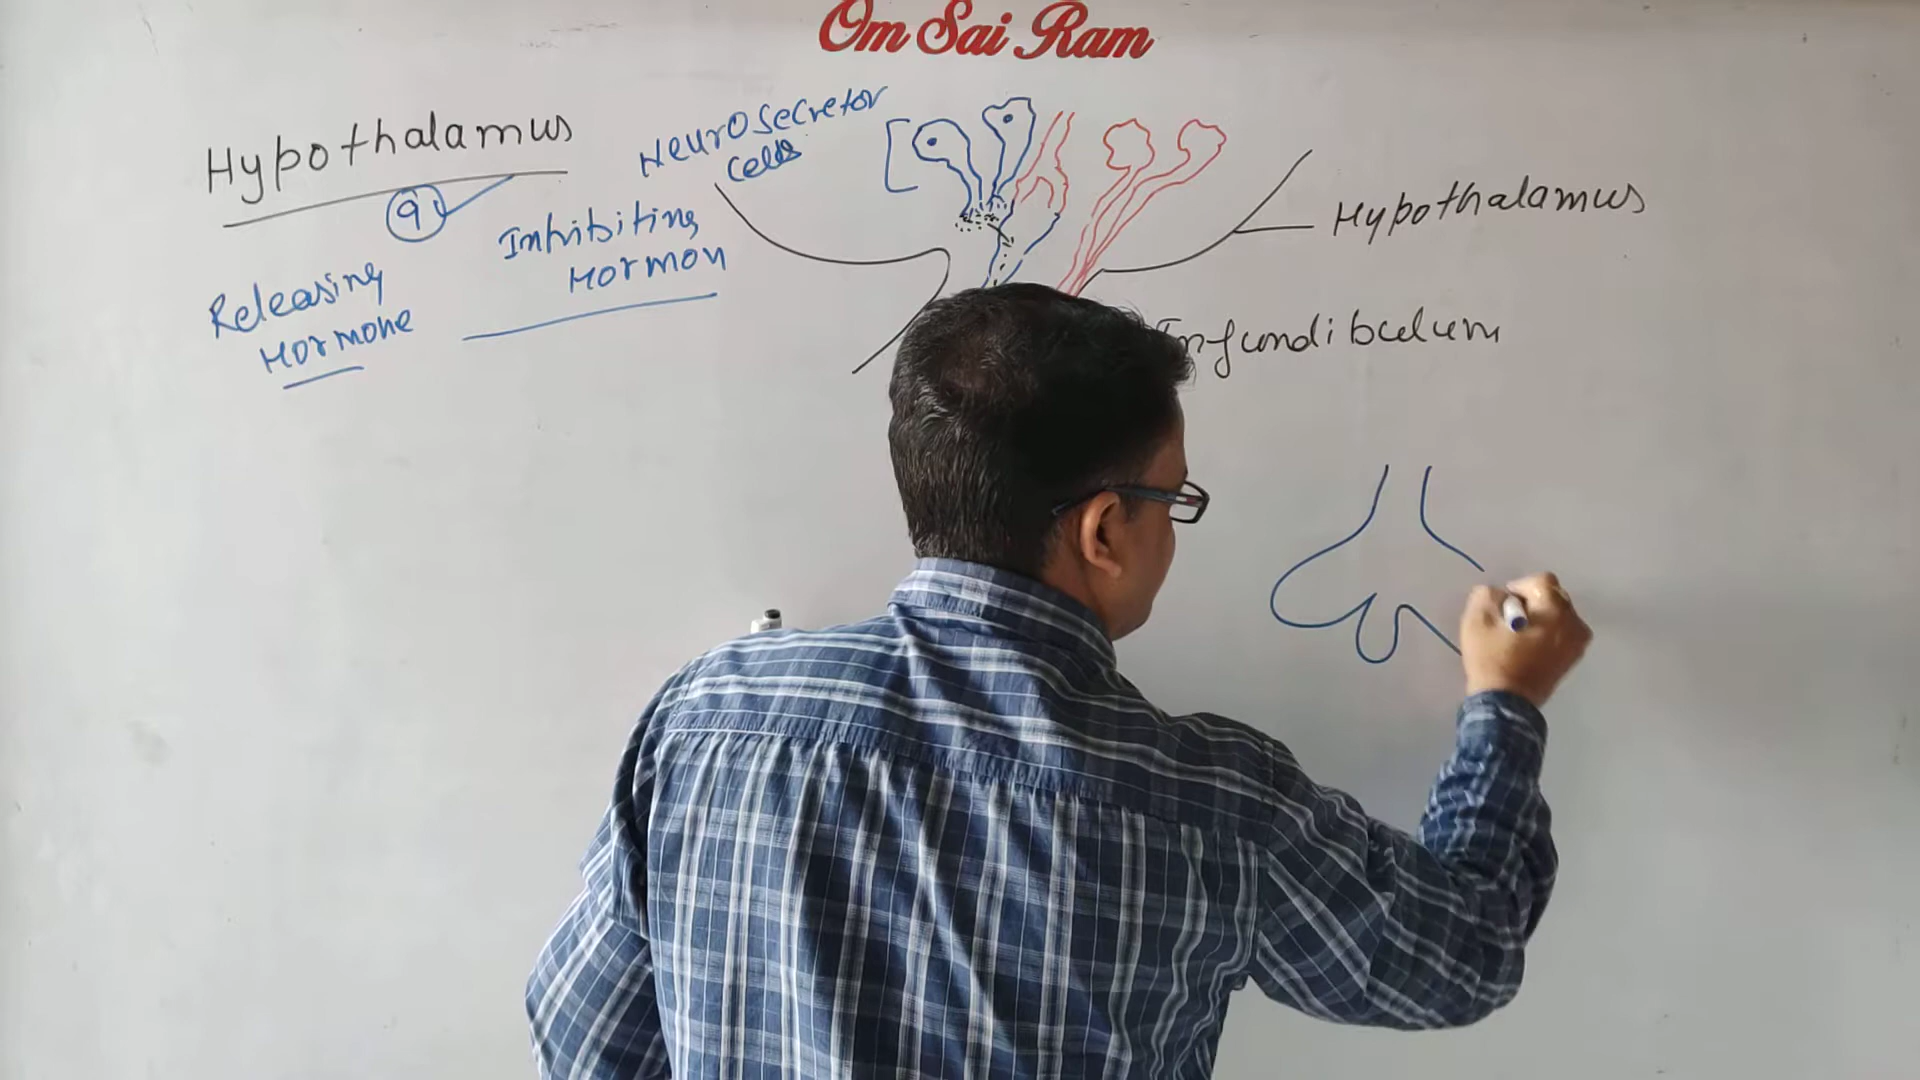 Om Sai Ram
Hypothalamus
9
Releasing
Hormone
Inhibiting
Hormon
Neurosecretor
Cells
Hypothalamus
Infundibulum